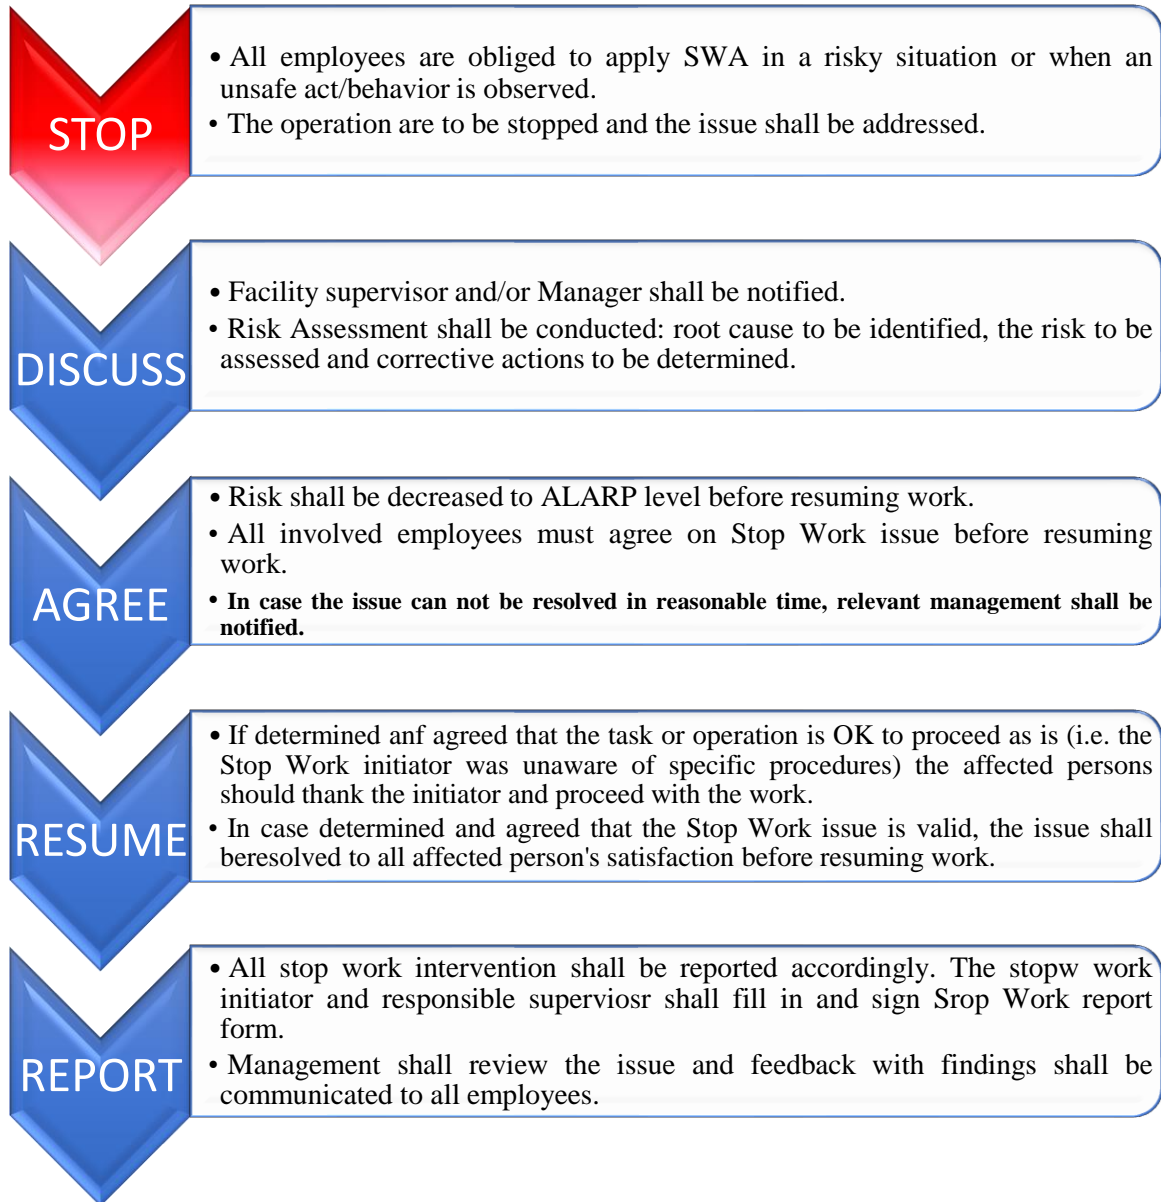 STOP
• All employees are obliged to apply SWA in a risky situation or when an
unsafe act/behavior is observed.
• The operation are to be stopped and the issue shall be addressed.
DISCUSS
• Facility supervisor and/or Manager shall be notified.
• Risk Assessment shall be conducted: root cause to be identified, the risk to be
assessed and corrective actions to be determined.
AGREE
• Risk shall be decreased to ALARP level before resuming work.
• All involved employees must agree on Stop Work issue before resuming
work.
• In case the issue can not be resolved in reasonable time, relevant management shall be
notified.
RESUME
• If determined anf agreed that the task or operation is OK to proceed as is (i.e. the
Stop Work initiator was unaware of specific procedures) the affected persons
should thank the initiator and proceed with the work.
• In case determined and agreed that the Stop Work issue is valid, the issue shall
beresolved to all affected person's satisfaction before resuming work.
REPORT
• All stop work intervention shall be reported accordingly. The stopw work
initiator and responsible superviosr shall fill in and sign Srop Work report
form.
• Management shall review the issue and feedback with findings shall be
communicated to all employees.